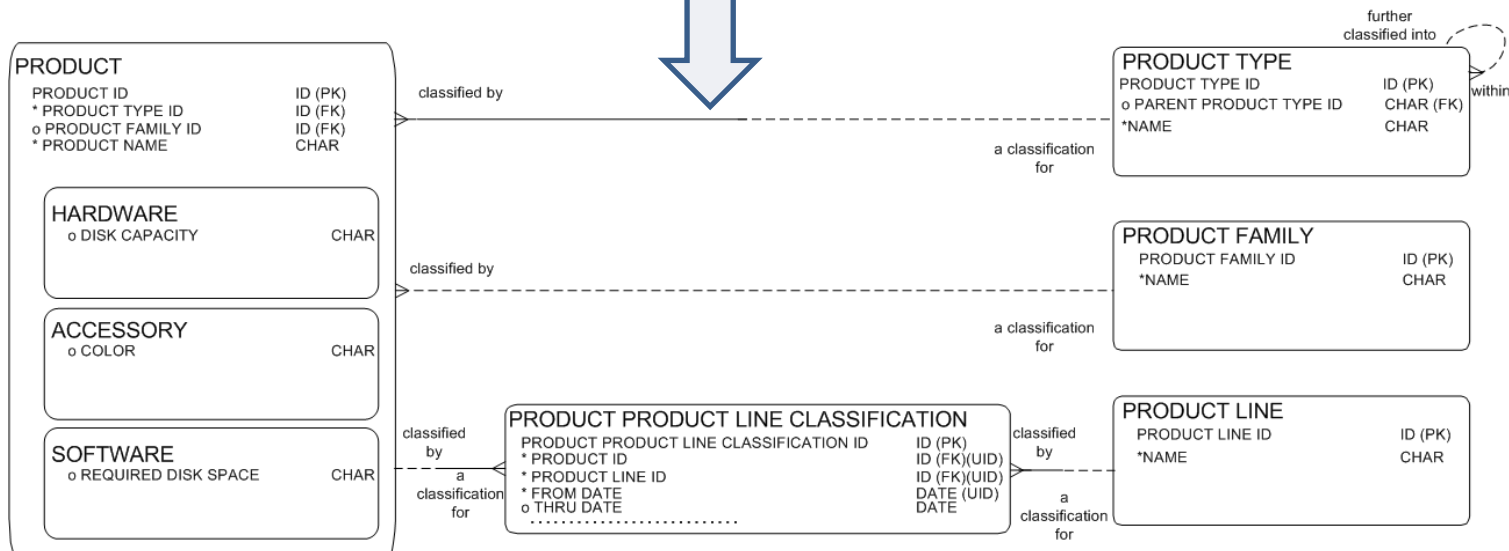 PRODUCT
PRODUCT ID ID (PK)
* PRODUCT TYPE ID ID (FK)
o PRODUCT FAMILY ID ID (FK)
* PRODUCT NAME CHAR
HARDWARE
o DISK CAPACITY CHAR
ACCESSORY
o COLOR CHAR
SOFTWARE
o REQUIRED DISK SPACE CHAR
classified by
a classification
for
further
classified into
within
PRODUCT TYPE
PRODUCT TYPE ID ID (PK)
o PARENT PRODUCT TYPE ID CHAR (FK)
*NAME CHAR
classified by
a classification
for
PRODUCT FAMILY
PRODUCT FAMILY ID ID (PK)
*NAME CHAR
classified
by
a
classification
for
PRODUCT PRODUCT LINE CLASSIFICATION
PRODUCT PRODUCT LINE CLASSIFICATION ID ID (PK)
* PRODUCT ID ID (FK)(UID)
* PRODUCT LINE ID ID (FK)(UID)
* FROM DATE DATE (UID)
o THRU DATE DATE
classified
by
a
classification
for
PRODUCT LINE
PRODUCT LINE ID ID (PK)
*NAME CHAR